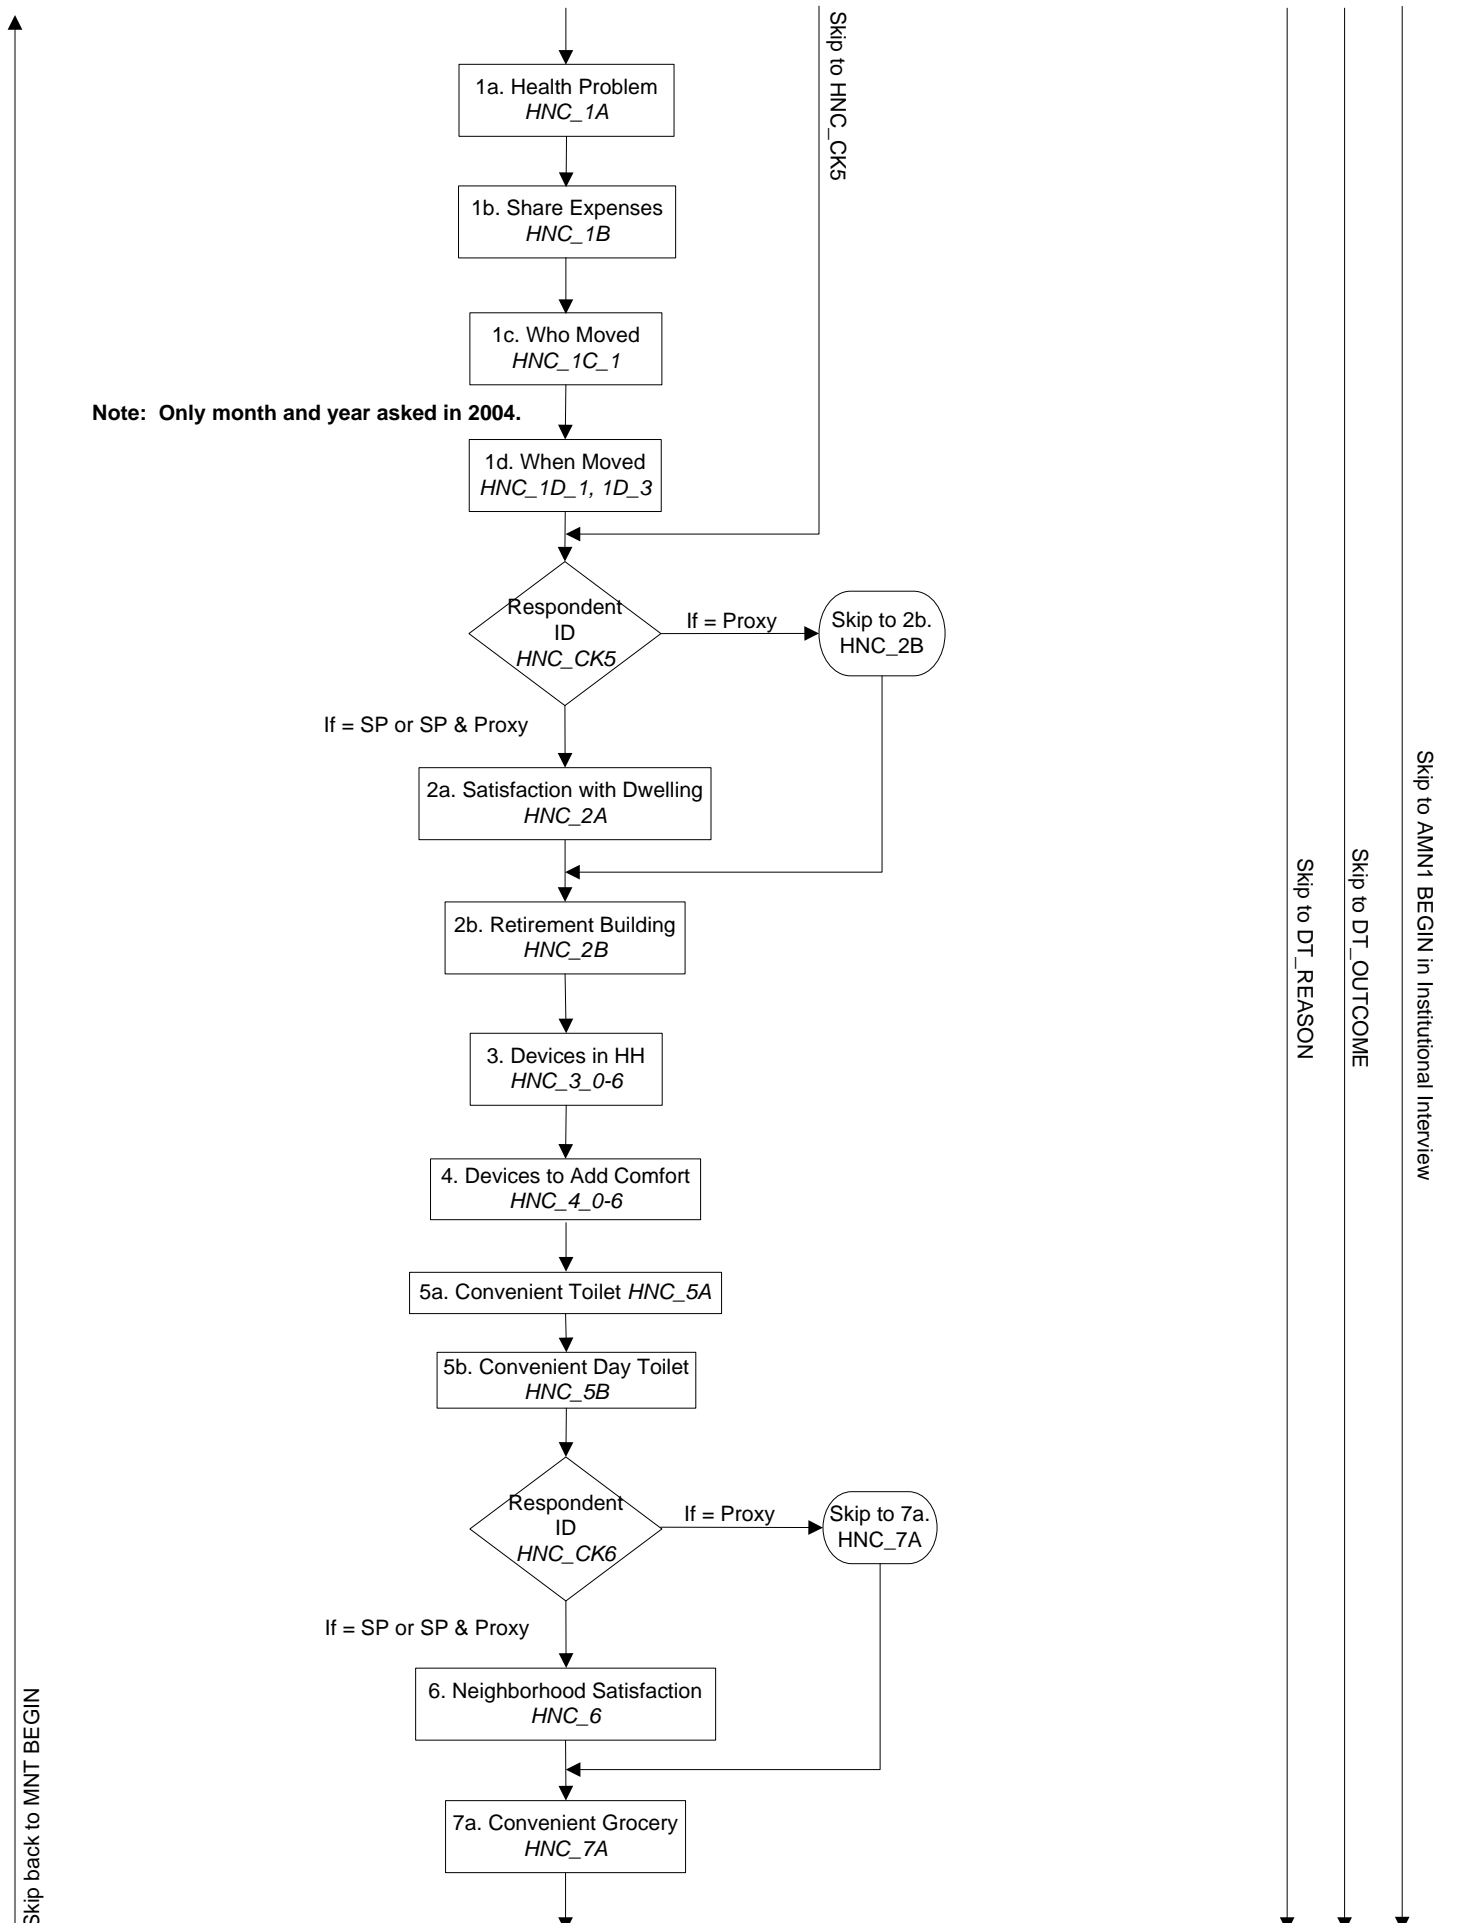 Skip to HNC_CK5
1a. Health Problem
HNC_1A
1b. Share Expenses
HNC_1B
1c. Who Moved
HNC_1C_1
Note:  Only month and year asked in 2004.
1d. When Moved
HNC_1D_1, 1D_3
Respondent
ID
HNC_CK5
If = Proxy
Skip to 2b.
HNC_2B
If = SP or SP & Proxy
2a. Satisfaction with Dwelling
HNC_2A
2b. Retirement Building
HNC_2B
3. Devices in HH
HNC_3_0-6
4. Devices to Add Comfort
HNC_4_0-6
5a. Convenient Toilet HNC_5A
5b. Convenient Day Toilet
HNC_5B
Respondent
ID
HNC_CK6
If = Proxy
Skip to 7a.
HNC_7A
If = SP or SP & Proxy
6. Neighborhood Satisfaction
HNC_6
7a. Convenient Grocery
HNC_7A
Skip back to MNT BEGIN
Skip to DT_REASON
Skip to DT_OUTCOME
Skip to AMN1 BEGIN in Institutional Interview